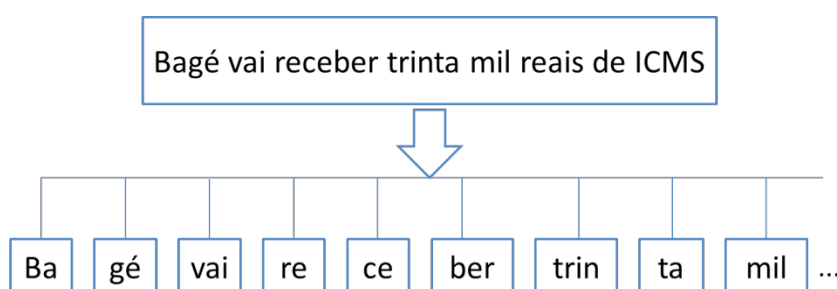 Bagé vai receber trinta mil reais de ICMS
Ba gé vai re ce ber trin ta mil ...